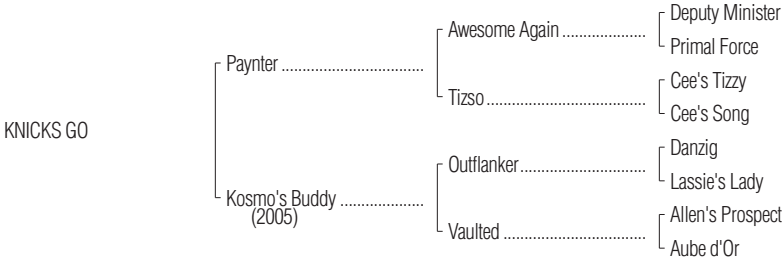 Deputy Minister
Awesome Again ....................
Primal Force
Paynter ..................................
Cee's Tizzy
Tizso ......................................
Cee's Song
KNICKS GO
Danzig
Outflanker..............................
Lassie's Lady
Kosmo's Buddy ....................
(2005)
Allen's Prospect
Vaulted ..................................
Aube d'Or